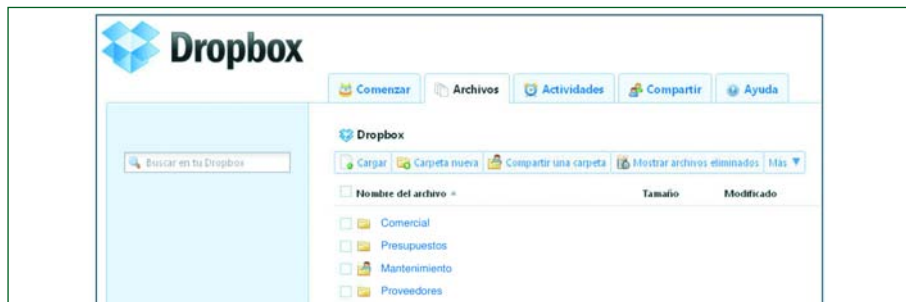 Dropbox
Comenzar Archivos Actividades Compartir Ayuda
Dropbox
Buscar en tu Dropbox
Cargar Carpeta nueva Compartir una carpeta Mostrar archivos eliminados Más
Nombre del archivo Tamaño Modificado
Comercial
Presupuestos
Mantenimiento
Proveedores